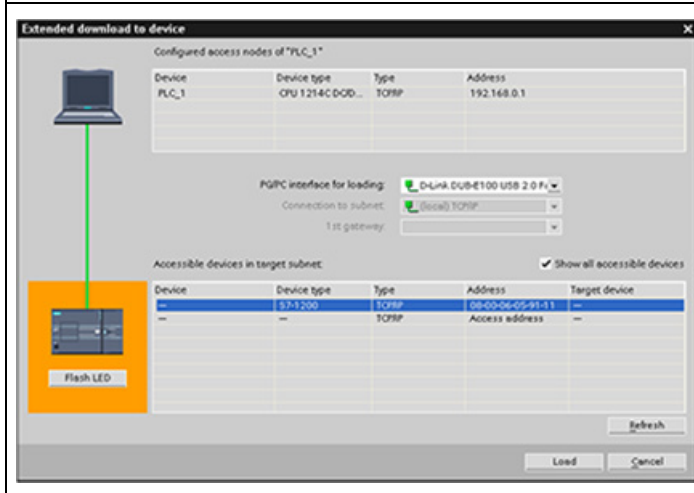 Extended download to device
Configured access nodes of "PLC_1"
Device Device type Type Address
PLC_1 CPU 1214C DC/D... TCP/IP 192.168.0.1
PG/PC interface for loading: D-Link DUB-E100 USB 2.0 Fa
Connection to subnet: (local) TCP/IP
1st gateway:
Accessible devices in target subnet: Show all accessible devices
Device Device type Type Address Target device
— S7-1200 TCP/IP 08-00-06-05-91-11 —
— — TCP/IP Access address —
Flash LED
Refresh
Load Cancel